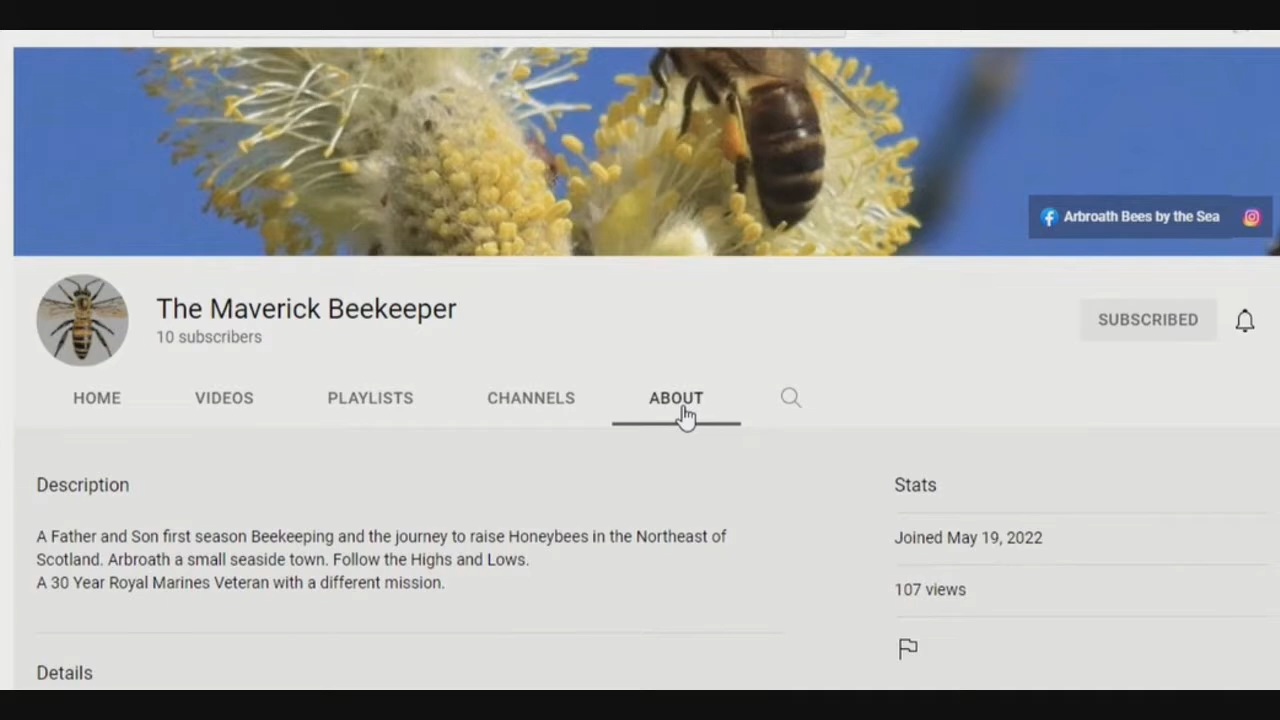 Arbroath Bees by the Sea
The Maverick Beekeeper
10 subscribers
SUBSCRIBED
HOME VIDEOS PLAYLISTS CHANNELS ABOUT
Description
A Father and Son first season Beekeeping and the journey to raise Honeybees in the Northeast of
Scotland. Arbroath a small seaside town. Follow the Highs and Lows.
A 30 Year Royal Marines Veteran with a different mission.
Stats
Joined May 19, 2022
107 views
Details